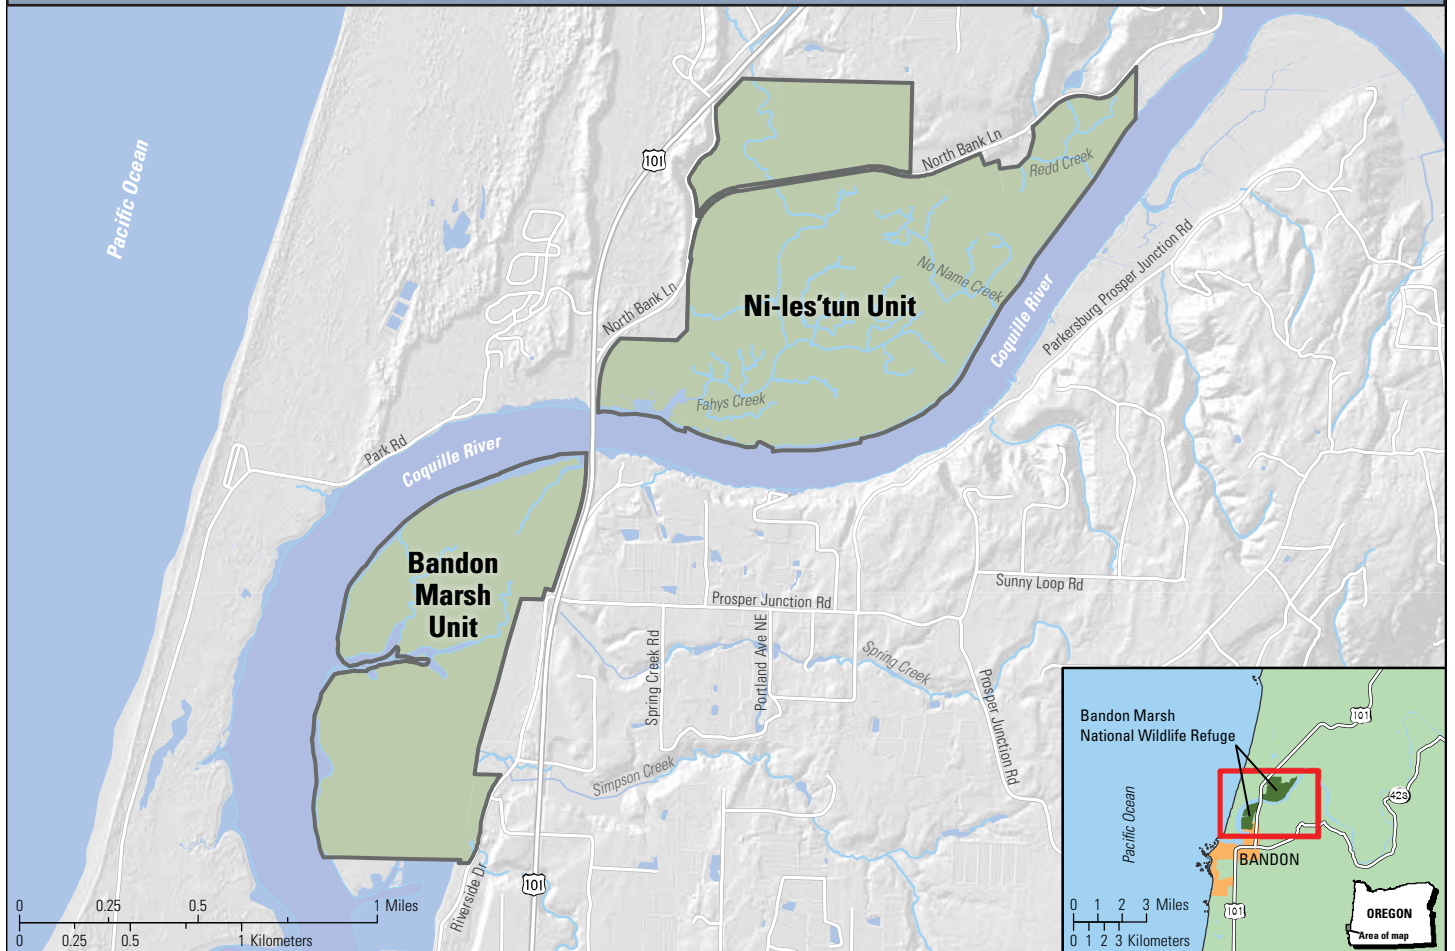 101
North Bank Ln
Redd Creek
Pacific Ocean
No Name Creek
Ni-les'tun Unit
North Bank Ln
Coquille River
Parkersburg Prosper Junction Rd
Fahys Creek
Park Rd
Coquille River
Bandon
Marsh
Unit
Sunny Loop Rd
Prosper Junction Rd
Spring Creek Rd
Portland Ave NE
Spring Creek
Prosper Junction Rd
Simpson Creek
Riverside Dr
101
0 0.25 0.5 1 Miles
0 0.25 0.5 1 Kilometers
Bandon Marsh
National Wildlife Refuge
101
42S
Pacific Ocean
BANDON
101
0 1 2 3 Miles
0 1 2 3 Kilometers
OREGON
Area of map